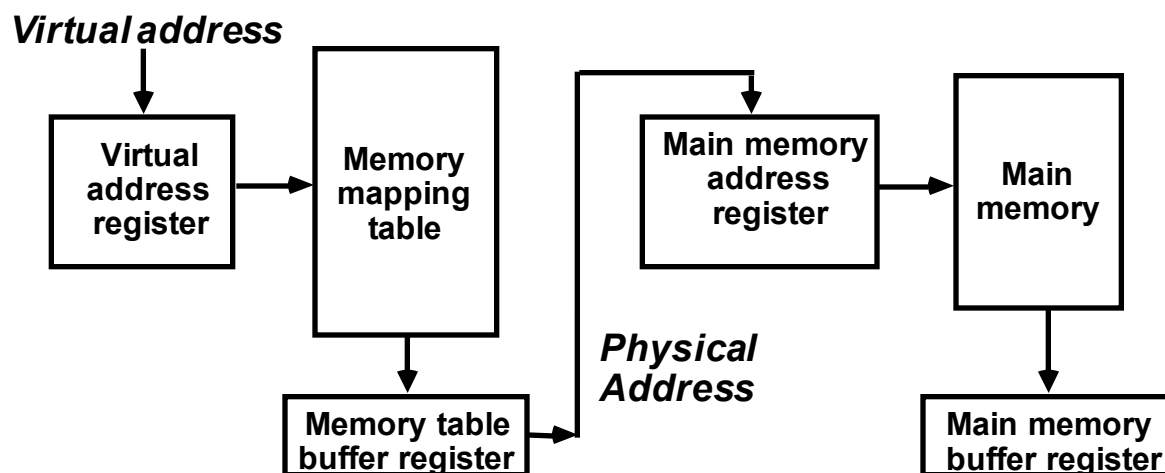 Virtual address
Virtual
address
register
Memory
mapping
table
Memory table
buffer register
Physical
Address
Main memory
address
register
Main
memory
Main memory
buffer register